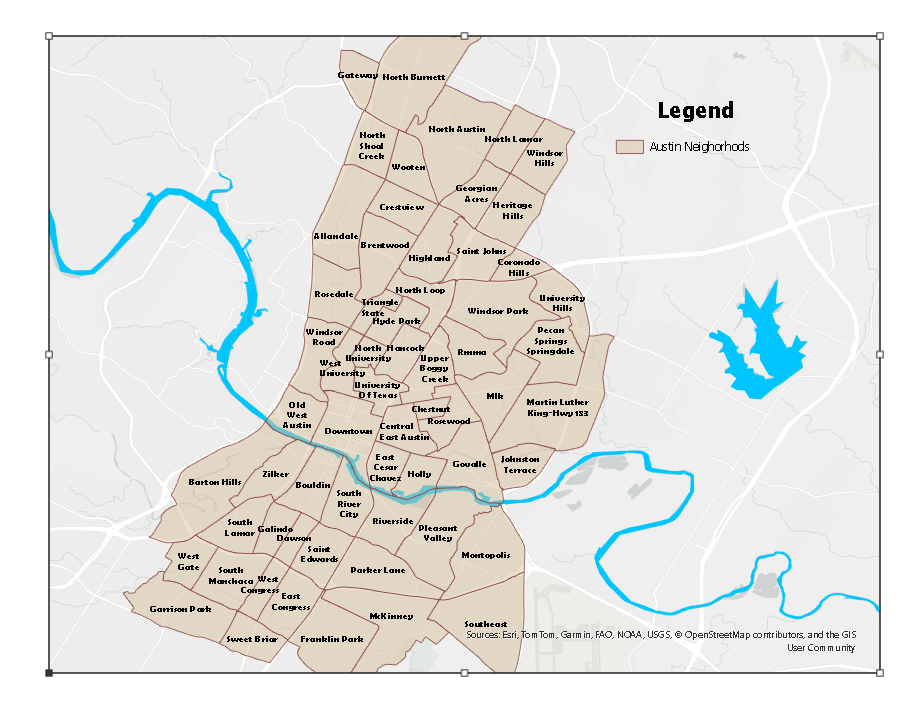 Legend
Austin Neighorhods
Gateway
North Burnett
North Austin
North Lamar
North
Shoal
Creek
Wooten
Windsor
Hills
Georgian
Acres
Heritage
Hills
Crestview
Allandale
Brentwood
Highland
Saint Johns
Coronado
Hills
Rosedale
North Loop
Triangle
State
Hyde Park
Windsor Park
University
Hills
Pecan
Springs
Springdale
Windsor
Road
North
University
Hancock
West
University
Upper
Boggy
Creek
Rmma
University
Of Texas
Mlk
Martin Luther
King-Hwy 183
Old
West
Austin
Downtown
Chestnut
Central
East Austin
Rosewood
East
Cesar
Chavez
Holly
Govalle
Johnston
Terrace
Barton Hills
Zilker
Bouldin
South
River
City
Riverside
Pleasant
Valley
South
Lamar
Galindo
Dawson
Saint
Edwards
Montopolis
West
Gate
South
Manchaca
West
Congress
East
Congress
Parker Lane
Garrison Park
McKinney
Southeast
Sweet Briar
Franklin Park
Sources: Esri, TomTom, Garmin, FAO, NOAA, USGS, © OpenStreetMap contributors, and the GIS
User Community